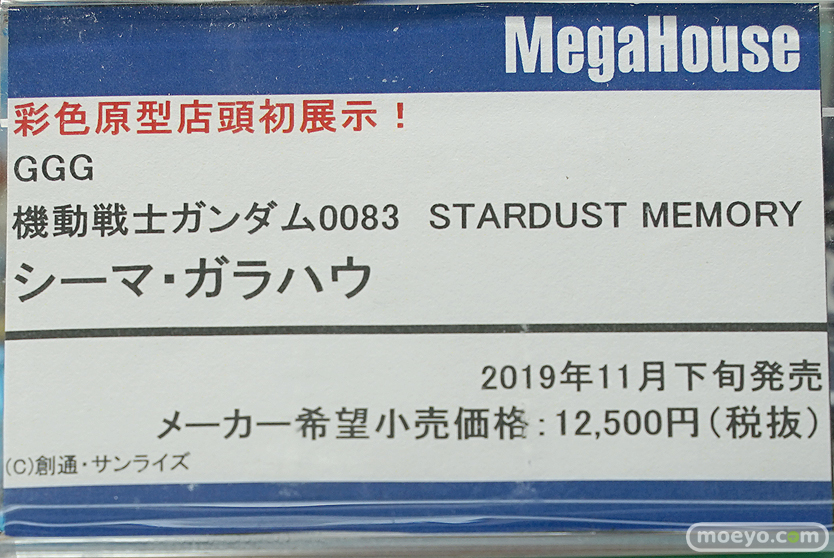 MegaHouse
彩色原型店頭初展示！
GGG
機動戦士ガンダム0083　STARDUST MEMORY
シーマ・ガラハウ
2019年11月下旬発売
メーカー希望小売価格：12,500円（税抜）
(C)創通・サンライズ
moeyo.com